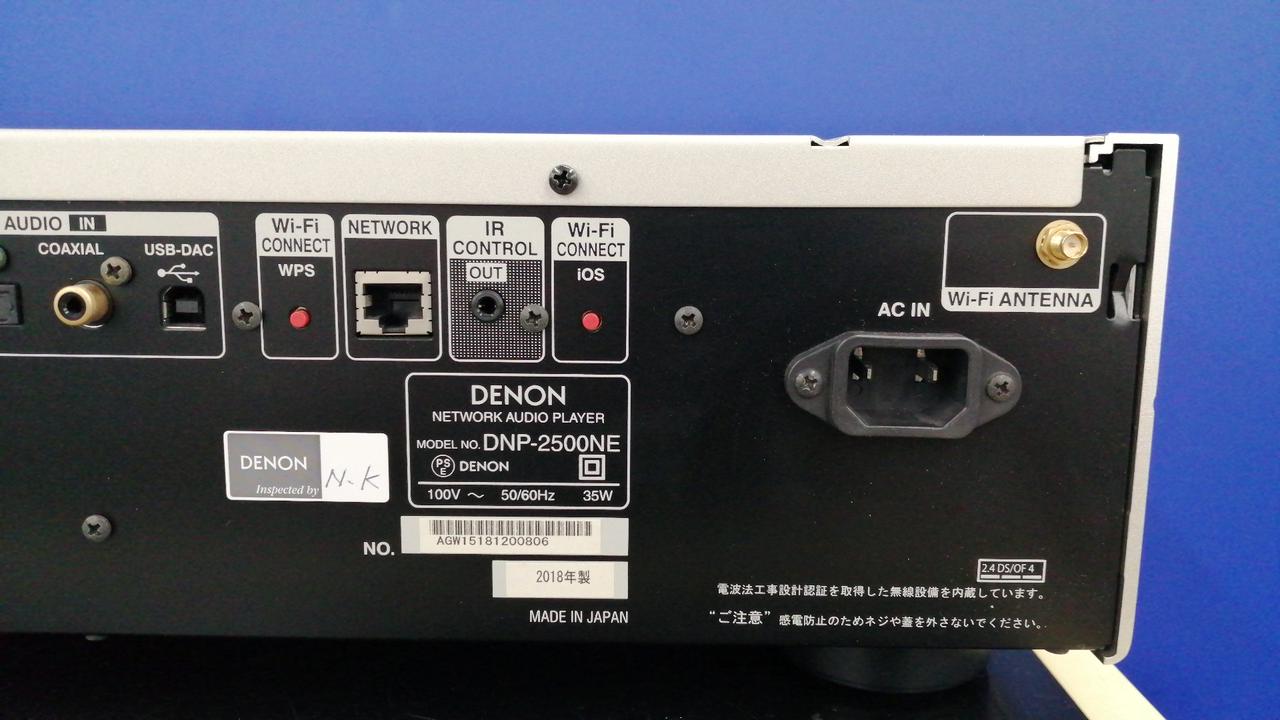 AUDIO IN
COAXIAL
USB-DAC
Wi-Fi
CONNECT
WPS
NETWORK
IR
CONTROL
OUT
Wi-Fi
CONNECT
iOS
Wi-Fi ANTENNA
AC IN
DENON
NETWORK AUDIO PLAYER
MODEL NO. DNP-2500NE
PS
E
DENON
100V ～ 50/60Hz 35W
DENON
Inspected by N-K
NO. AGW15181200806
2018年製
MADE IN JAPAN
2.4 DS/OF 4
電波法工事設計認証を取得した無線設備を内蔵しています。
“ご注意” 感電防止のためネジや蓋を外さないでください。